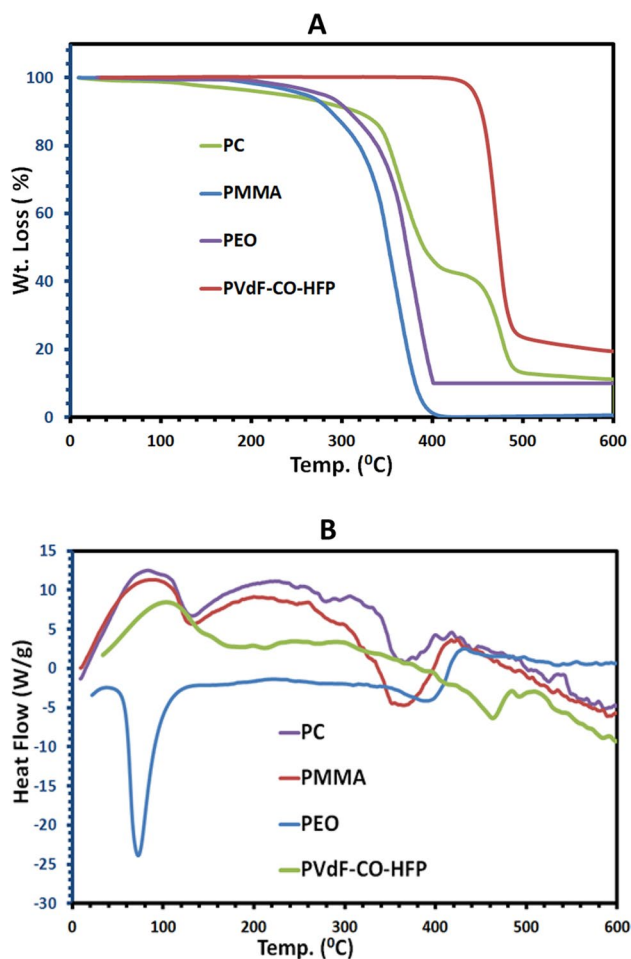 A
Wt. Loss ( %)
100
80
60
40
20
0
PC
PMMA
PEO
PVdF-CO-HFP
0 100 200 300 400 500 600
Temp. (⁰C)
B
Heat Flow (W/g)
15
10
5
0
-5
-10
-15
-20
-25
-30
PC
PMMA
PEO
PVdF-CO-HFP
0 100 200 300 400 500 600
Temp. (⁰C)